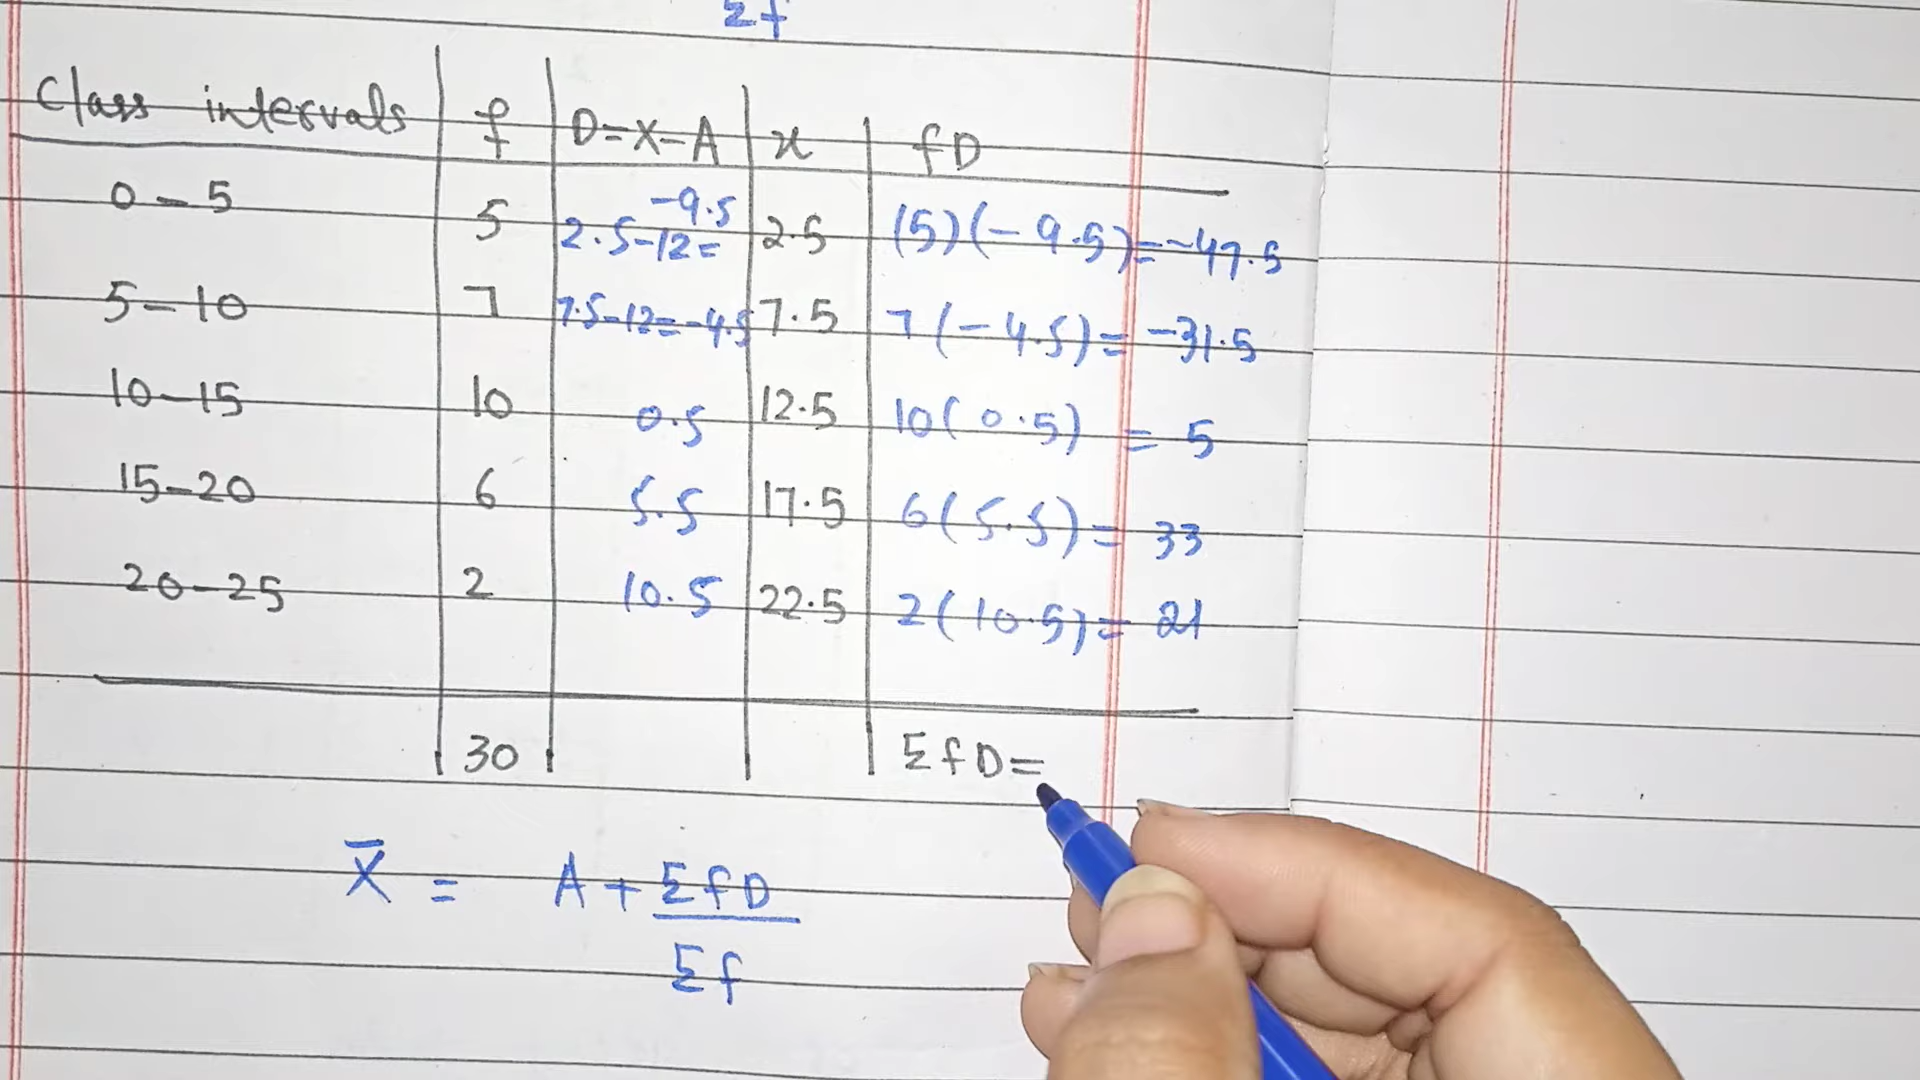 Σf
Class intervals f D=X-A x fD
0-5 5 2.5-12= -9.5 2.5 (5)(-9.5)=-47.5
5-10 7 7.5-12=-4.5 7.5 7(-4.5)= -31.5
10-15 10 0.5 12.5 10(0.5) = 5
15-20 6 5.5 17.5 6(5.5)= 33
20-25 2 10.5 22.5 2(10.5)= 21
30 ΣfD=
X̄ = A+ ΣfD
Σf